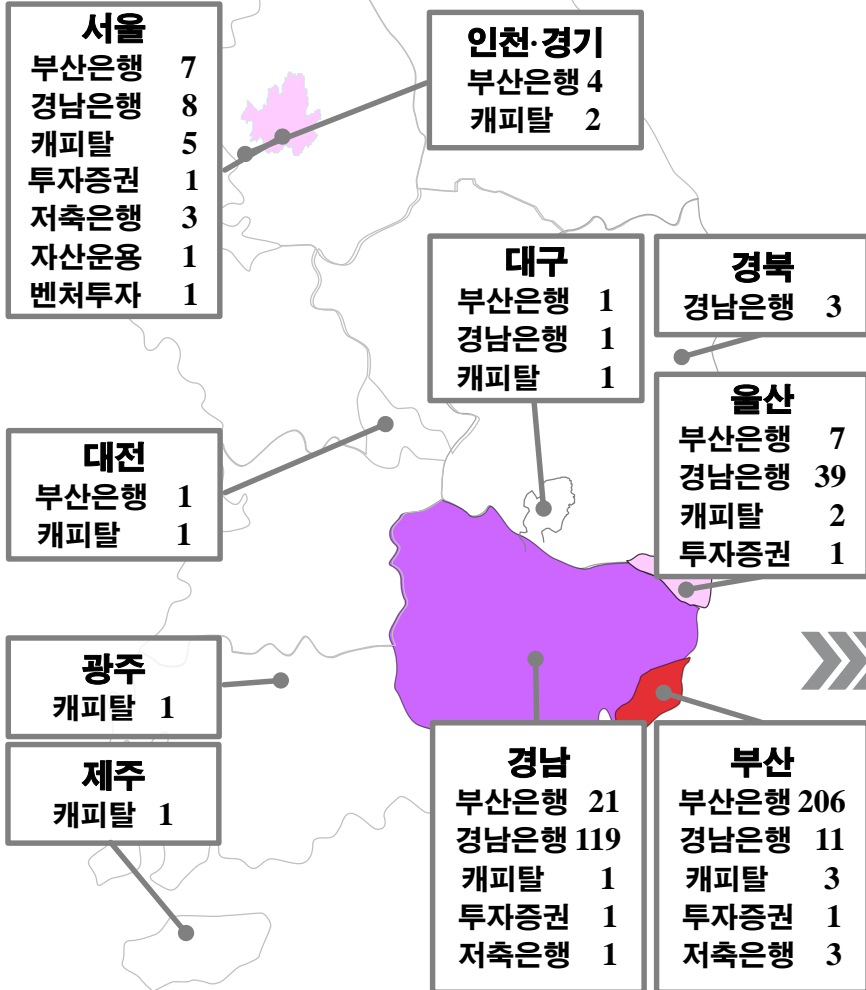 서울
부산은행 7
경남은행 8
캐피탈 5
투자증권 1
저축은행 3
자산운용 1
벤처투자 1
인천·경기
부산은행 4
캐피탈 2
대구
부산은행 1
경남은행 1
캐피탈 1
경북
경남은행 3
울산
부산은행 7
경남은행 39
캐피탈 2
투자증권 1
대전
부산은행 1
캐피탈 1
광주
캐피탈 1
제주
캐피탈 1
경남
부산은행 21
경남은행 119
캐피탈 1
투자증권 1
저축은행 1
부산
부산은행 206
경남은행 11
캐피탈 3
투자증권 1
저축은행 3